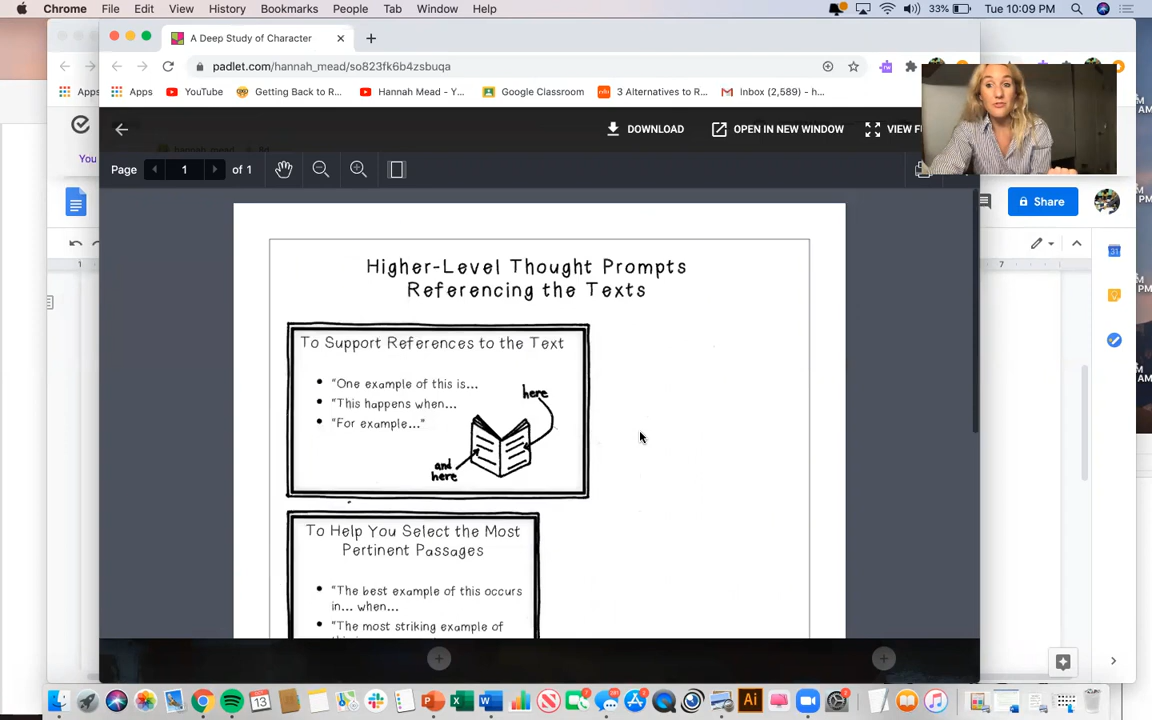 Chrome File Edit View History Bookmarks People Tab Window Help 33% Tue 10:09 PM
A Deep Study of Character
padlet.com/hannah_mead/so823fk6b4zsbuqa
Apps Apps YouTube Getting Back to R... Hannah Mead - Y... Google Classroom 3 Alternatives to R... Inbox (2,589) - h...
DOWNLOAD OPEN IN NEW WINDOW VIEW FU
You
Page 1 of 1
Share
1 7
Higher-Level Thought Prompts
Referencing the Texts
To Support References to the Text
"One example of this is...
"This happens when...
"For example..."
here
and
here
To Help You Select the Most
Pertinent Passages
"The best example of this occurs
in... when...
"The most striking example of